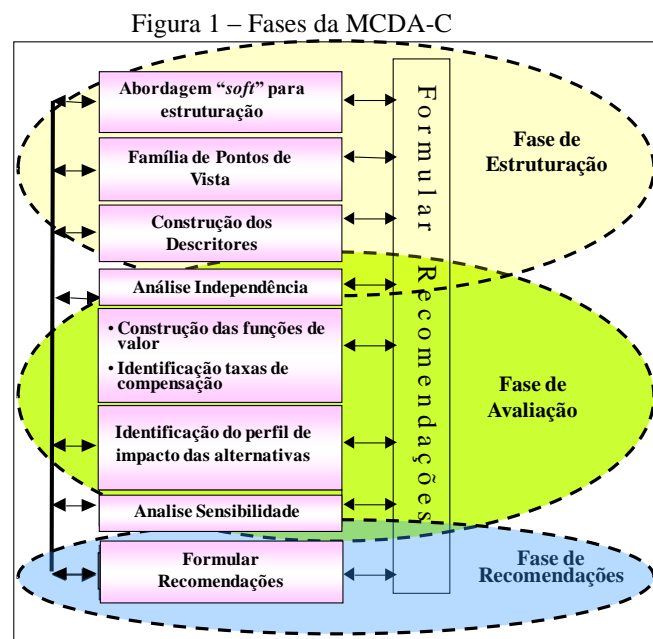 Figura 1 – Fases da MCDA-C
Abordagem “soft” para
estruturação
Família de Pontos de
Vista
Construção dos
Descritores
Análise Independência
• Construção das funções de
valor
• Identificação taxas de
compensação
Identificação do perfil de
impacto das alternativas
Analise Sensibilidade
Formular
Recomendações
Formular Recomendações
Fase de
Estruturação
Fase de
Avaliação
Fase de
Recomendações